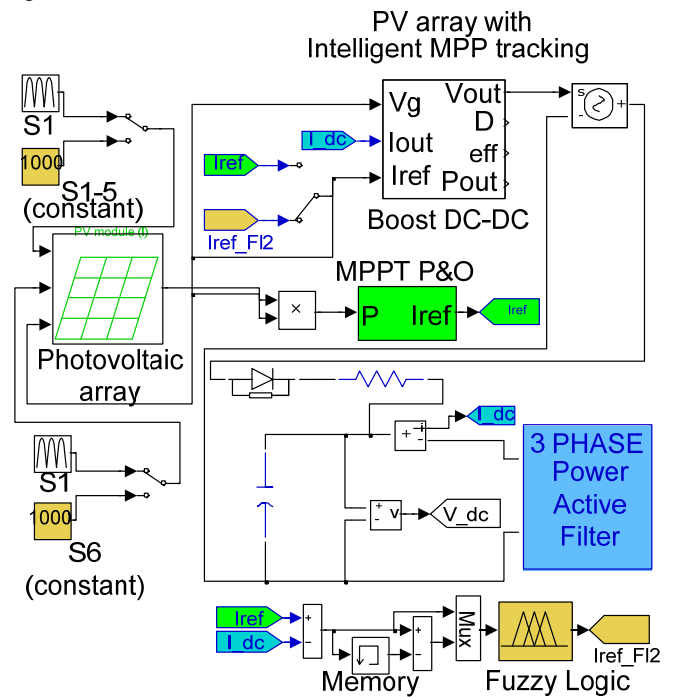 PV array with
Intelligent MPP tracking
S1
1000
S1-5
(constant)
Iref
Iref_Fl2
I_dc
Vg
Iout
Iref
Vout
D
eff
Pout
Boost DC-DC
s
-
+
PV module (I)
Photovoltaic
array
×
MPPT P&O
P
Iref
Iref
S1
1000
S6
(constant)
+
i
-
I_dc
+
-
v
V_dc
3 PHASE
Power
Active
Filter
Iref
I_dc
+
-
Memory
+
-
Mux
Fuzzy Logic
Iref_Fl2